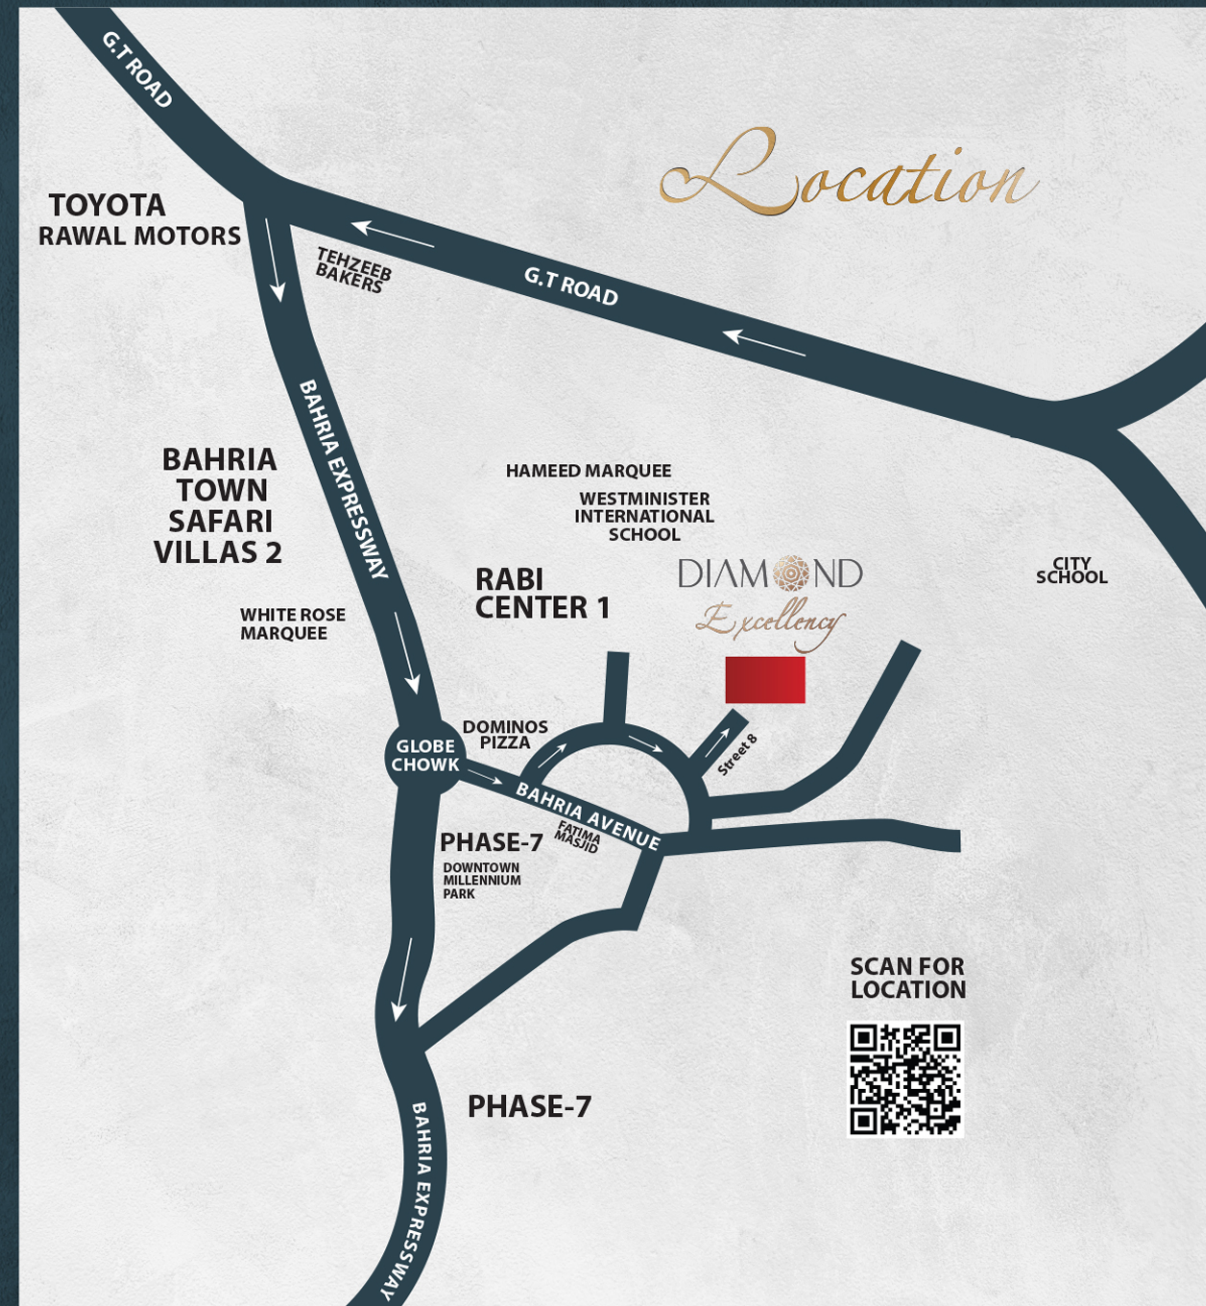 G.T ROAD
Location
TOYOTA
RAWAL MOTORS
TEHZEEB
BAKERS
G.T ROAD
BAHRIA EXPRESSWAY
BAHRIA
TOWN
SAFARI
VILLAS 2
HAMEED MARQUEE
WESTMINISTER
INTERNATIONAL
SCHOOL
DIAMOND
Excellency
CITY
SCHOOL
RABI
CENTER 1
WHITE ROSE
MARQUEE
DOMINOS
PIZZA
GLOBE
CHOWK
Street 8
BAHRIA AVENUE
FATIMA
MASJID
PHASE-7
DOWNTOWN
MILLENNIUM
PARK
SCAN FOR
LOCATION
PHASE-7
BAHRIA EXPRESSWAY